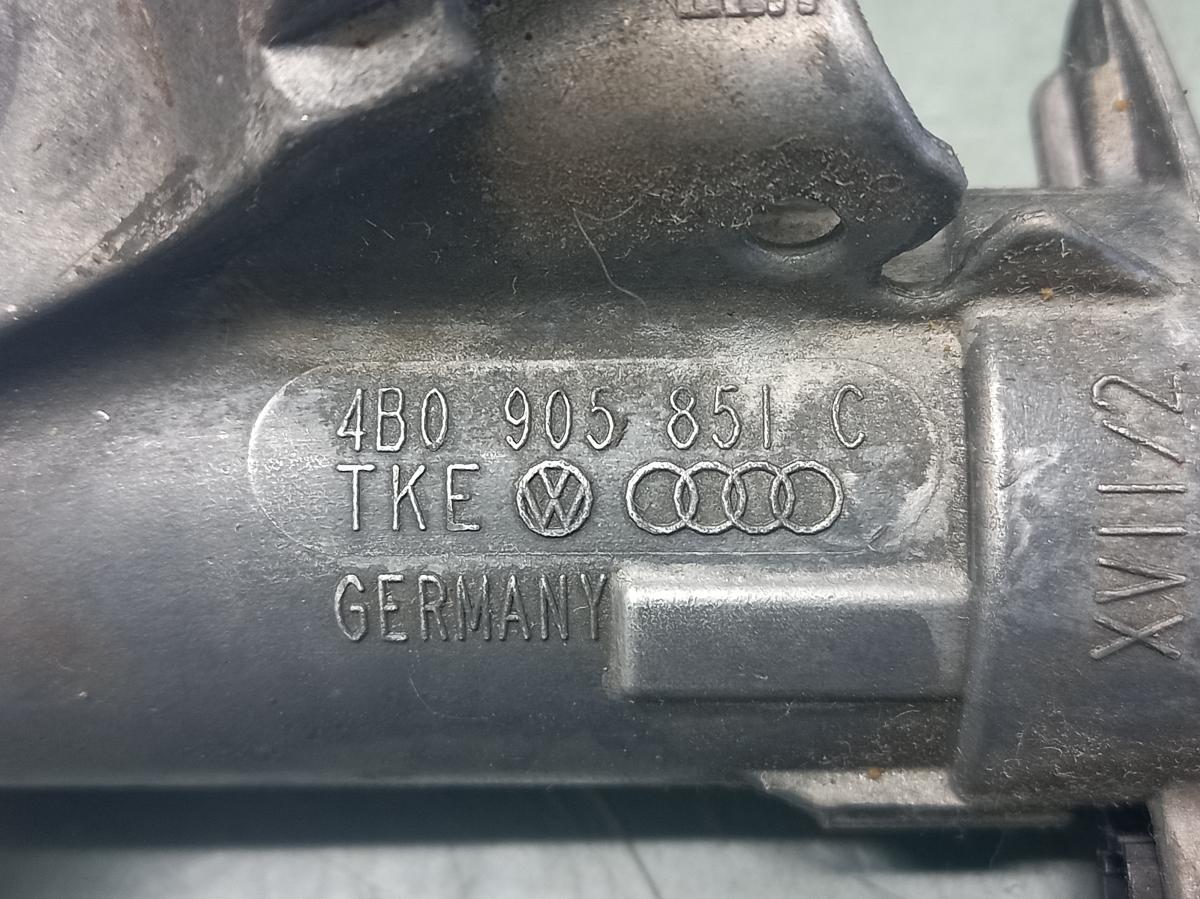 4B0 905 851 C
TKE
GERMANY
XVII/2